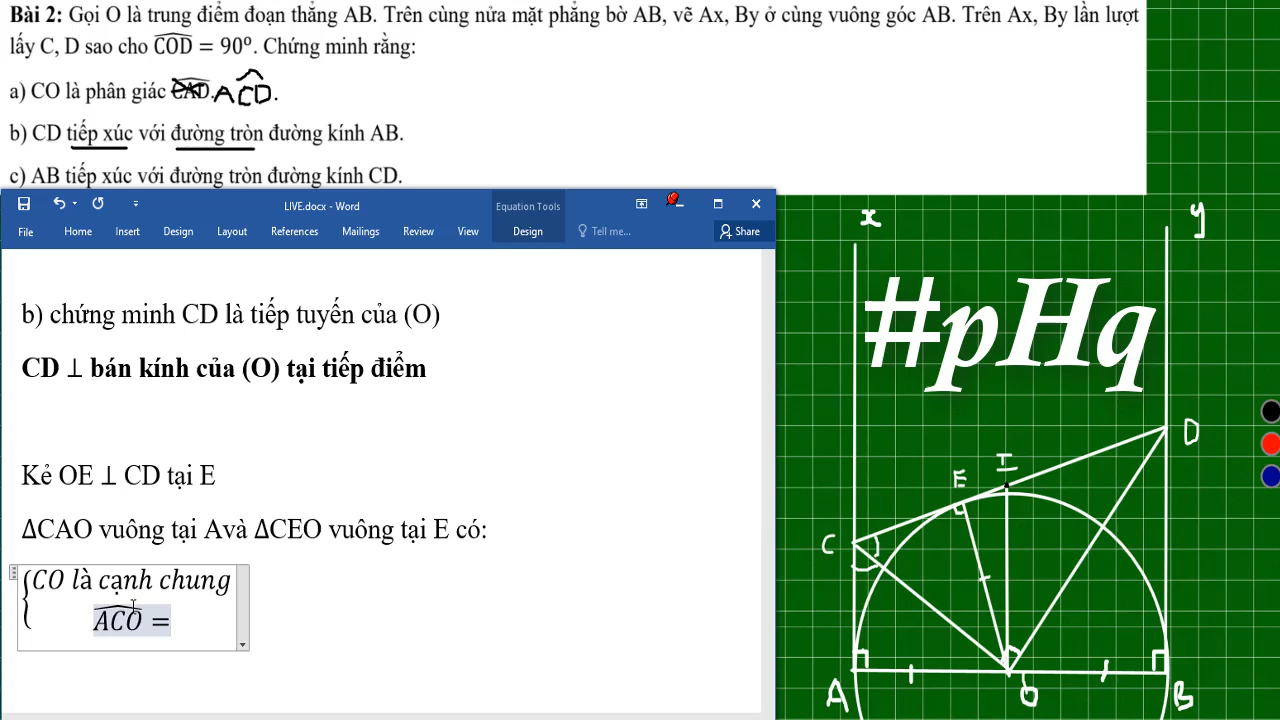 Bài 2: Gọi O là trung điểm đoạn thẳng AB. Trên cùng nửa mặt phẳng bờ AB, vẽ Ax, By ở cùng vuông góc AB. Trên Ax, By lần lượt
lấy C, D sao cho \widehat{COD} = 90⁰. Chứng minh rằng:
a) CO là phân giác CAD. ACD.
b) CD tiếp xúc với đường tròn đường kính AB.
c) AB tiếp xúc với đường tròn đường kính CD.
LIVE.docx - Word
Equation Tools
File Home Insert Design Layout References Mailings Review View Design Tell me... Share
b) chứng minh CD là tiếp tuyến của (O)
CD ⊥ bán kính của (O) tại tiếp điểm
Kẻ OE ⊥ CD tại E
ΔCAO vuông tại Avà ΔCEO vuông tại E có:
{CO là cạnh chung
\widehat{ACO} =
x
y
#pHq
D
I
E
C
A
O
B